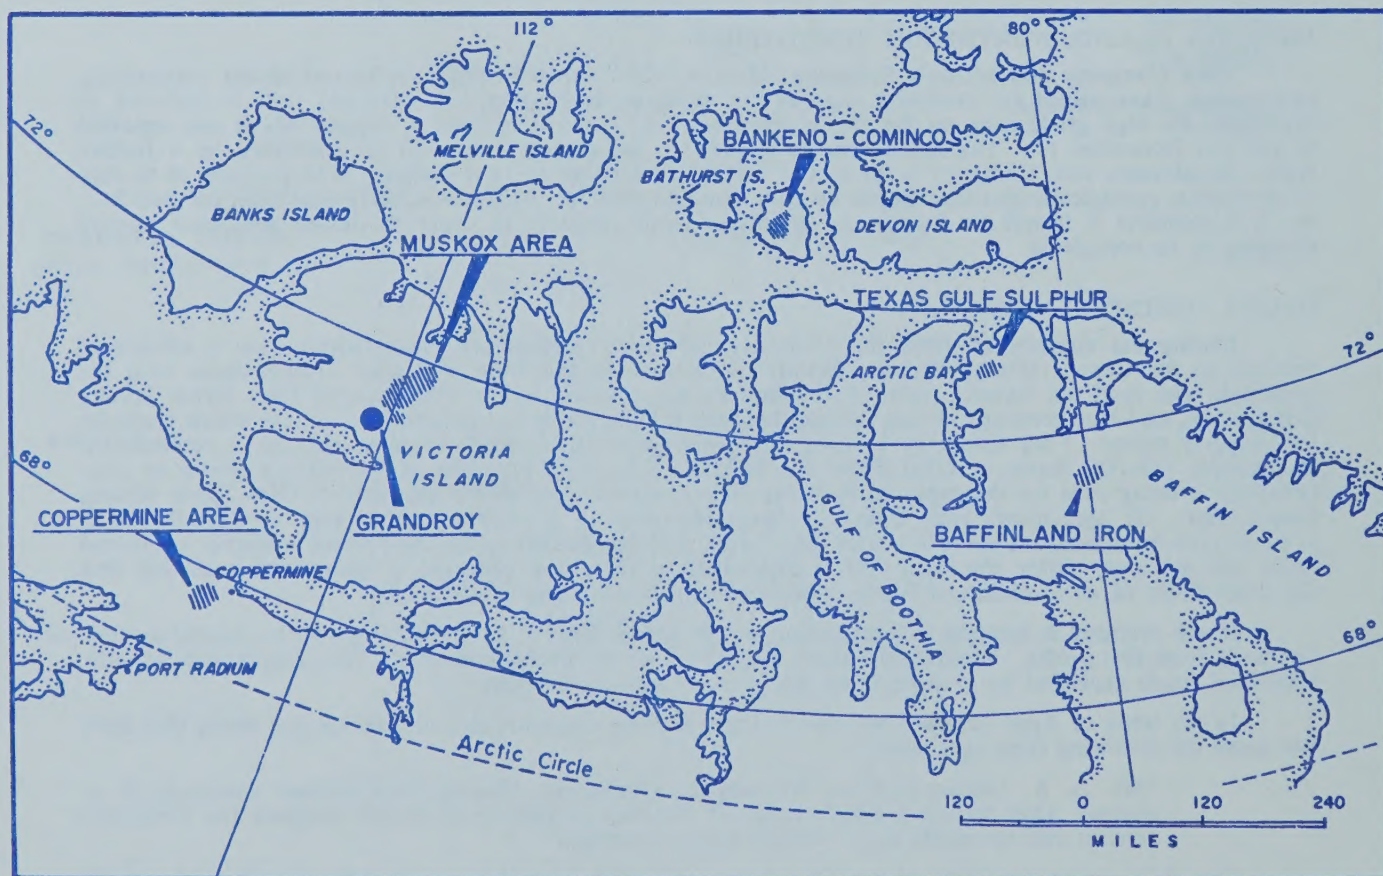 112°
80°
72°
MELVILLE ISLAND
BANKENO - COMINCO
BATHURST IS.
BANKS ISLAND
DEVON ISLAND
MUSKOX AREA
TEXAS GULF SULPHUR
72°
ARCTIC BAY
68°
VICTORIA
ISLAND
COPPERMINE AREA
GRANDROY
GULF OF BOOTHIA
BAFFINLAND IRON
BAFFIN ISLAND
COPPERMINE
68°
PORT RADIUM
Arctic Circle
120 0 120 240
MILES